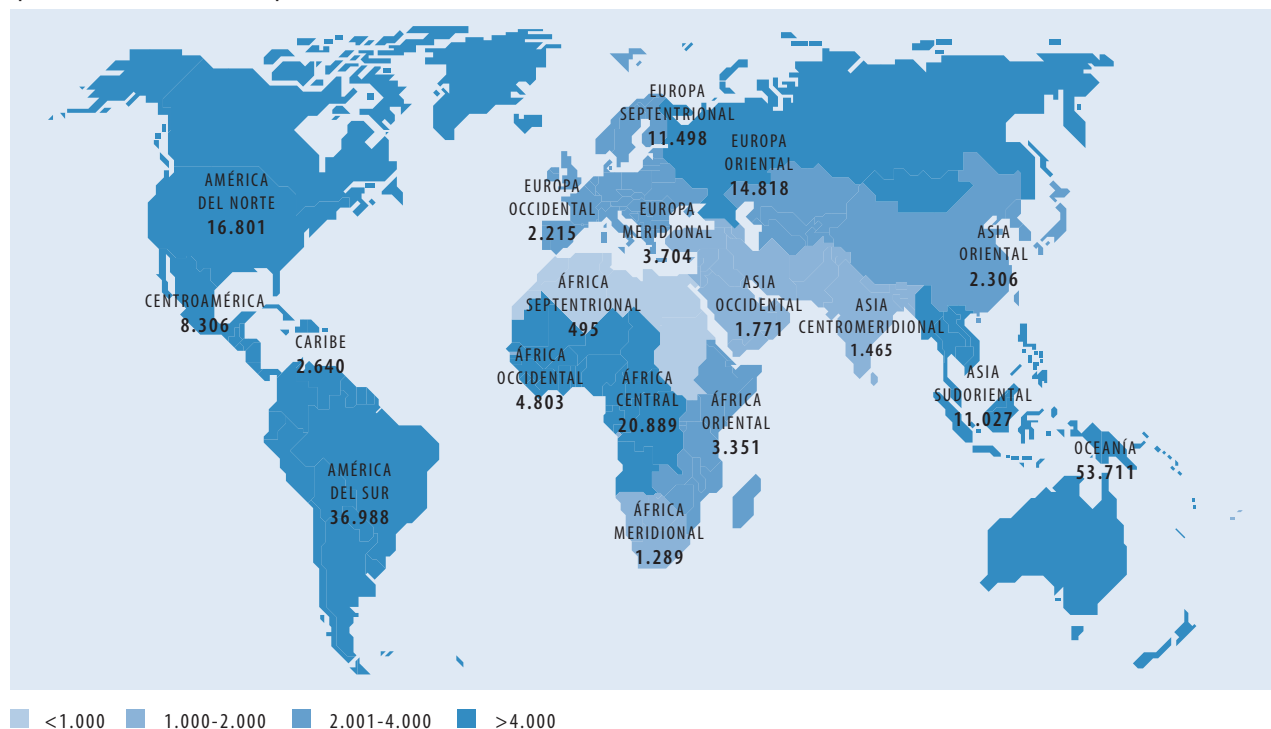 EUROPA
SEPTENTRIONAL
11.498
EUROPA
ORIENTAL
14.818
AMÉRICA
DEL NORTE
16.801
EUROPA
OCCIDENTAL
2.215
EUROPA
MERIDIONAL
3.704
ASIA
ORIENTAL
2.306
CENTROAMÉRICA
8.306
ÁFRICA
SEPTENTRIONAL
495
ASIA
OCCIDENTAL
1.771
ASIA
CENTROMERIDIONAL
1.465
CARIBE
2.640
ÁFRICA
OCCIDENTAL
4.803
ÁFRICA
CENTRAL
20.889
ÁFRICA
ORIENTAL
3.351
ASIA
SUDORIENTAL
11.027
OCEANÍA
53.711
AMÉRICA
DEL SUR
36.988
ÁFRICA
MERIDIONAL
1.289
<1.000
1.000-2.000
2.001-4.000
>4.000